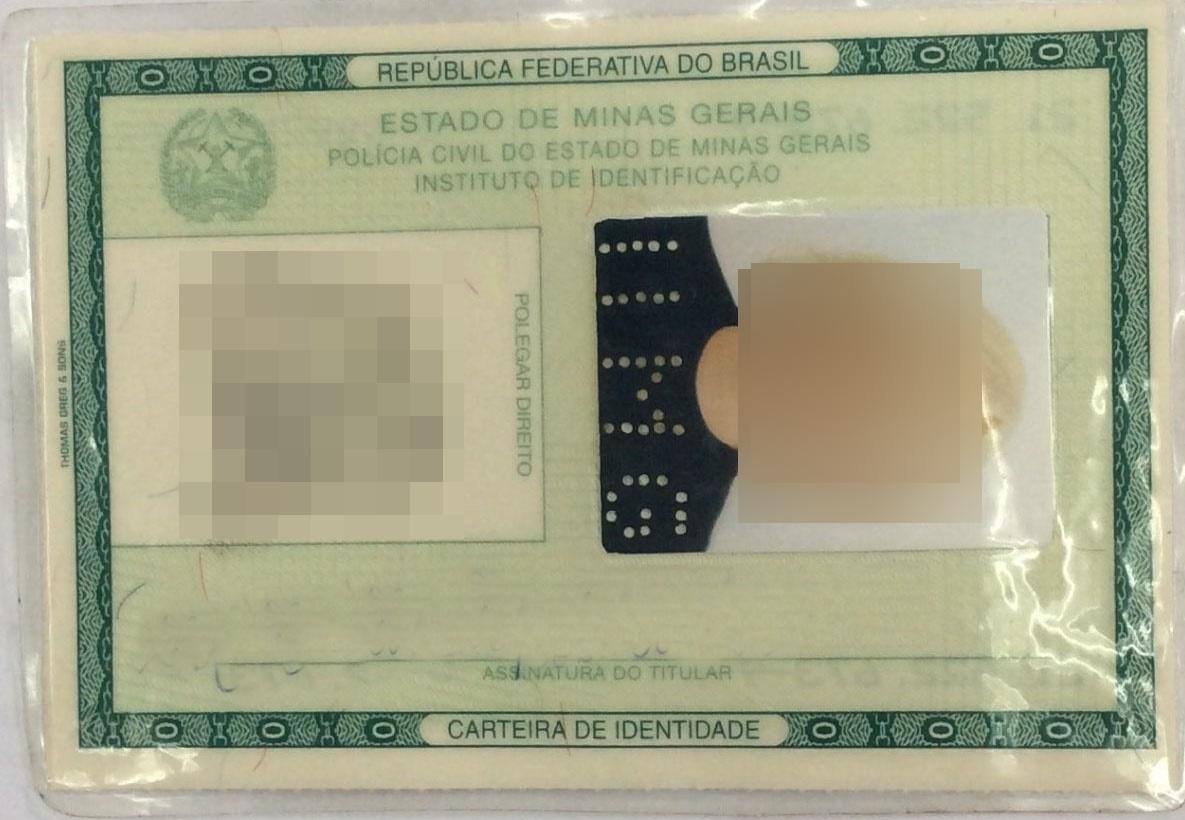 REPÚBLICA FEDERATIVA DO BRASIL
ESTADO DE MINAS GERAIS
POLÍCIA CIVIL DO ESTADO DE MINAS GERAIS
INSTITUTO DE IDENTIFICAÇÃO
POLEGAR DIREITO
THOMAS GREG & SONS
ASSINATURA DO TITULAR
CARTEIRA DE IDENTIDADE